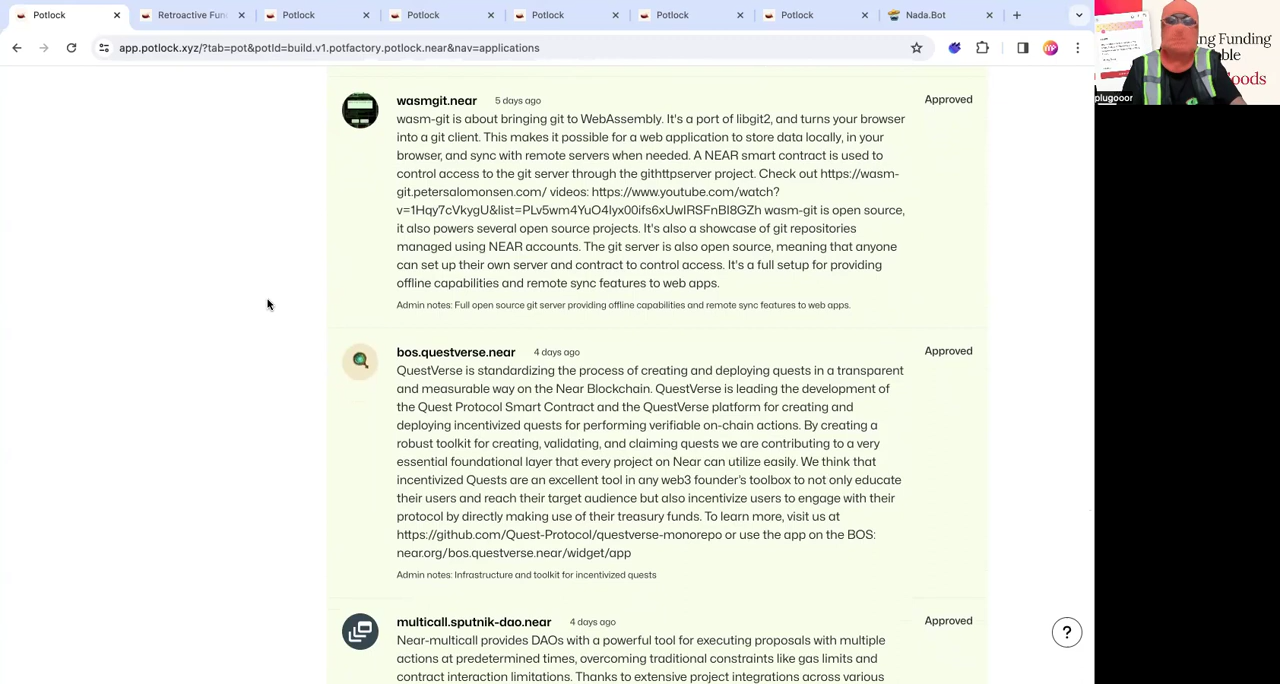 Potlock
Retroactive Fun
Potlock
Potlock
Potlock
Potlock
Potlock
Nada.Bot
app.potlock.xyz/?tab=pot&potId=build.v1.potfactory.potlock.near&nav=applications
ng Funding
ble
oods
plugooor
wasmgit.near 5 days ago Approved
wasm-git is about bringing git to WebAssembly. It's a port of libgit2, and turns your browser
into a git client. This makes it possible for a web application to store data locally, in your
browser, and sync with remote servers when needed. A NEAR smart contract is used to
control access to the git server through the githttpserver project. Check out https://wasm-
git.petersalomonsen.com/ videos: https://www.youtube.com/watch?
v=1Hqy7cVkygU&list=PLv5wm4YuO4Iyx00ifs6xUwIRSFnBI8GZh wasm-git is open source,
it also powers several open source projects. It's also a showcase of git repositories
managed using NEAR accounts. The git server is also open source, meaning that anyone
can set up their own server and contract to control access. It's a full setup for providing
offline capabilities and remote sync features to web apps.
Admin notes: Full open source git server providing offline capabilities and remote sync features to web apps.
bos.questverse.near 4 days ago Approved
QuestVerse is standardizing the process of creating and deploying quests in a transparent
and measurable way on the Near Blockchain. QuestVerse is leading the development of
the Quest Protocol Smart Contract and the QuestVerse platform for creating and
deploying incentivized quests for performing verifiable on-chain actions. By creating a
robust toolkit for creating, validating, and claiming quests we are contributing to a very
essential foundational layer that every project on Near can utilize easily. We think that
incentivized Quests are an excellent tool in any web3 founder's toolbox to not only educate
their users and reach their target audience but also incentivize users to engage with their
protocol by directly making use of their treasury funds. To learn more, visit us at
https://github.com/Quest-Protocol/questverse-monorepo or use the app on the BOS:
near.org/bos.questverse.near/widget/app
Admin notes: Infrastructure and toolkit for incentivized quests
multicall.sputnik-dao.near 4 days ago Approved
Near-multicall provides DAOs with a powerful tool for executing proposals with multiple
actions at predetermined times, overcoming traditional constraints like gas limits and
contract interaction limitations. Thanks to extensive project integrations across various
?